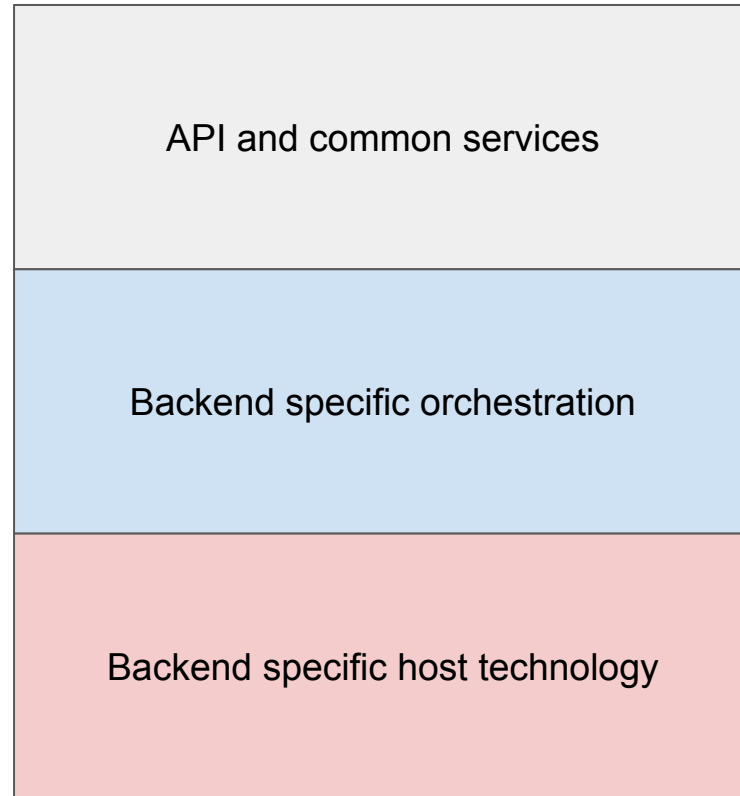 API and common services
Backend specific orchestration
Backend specific host technology